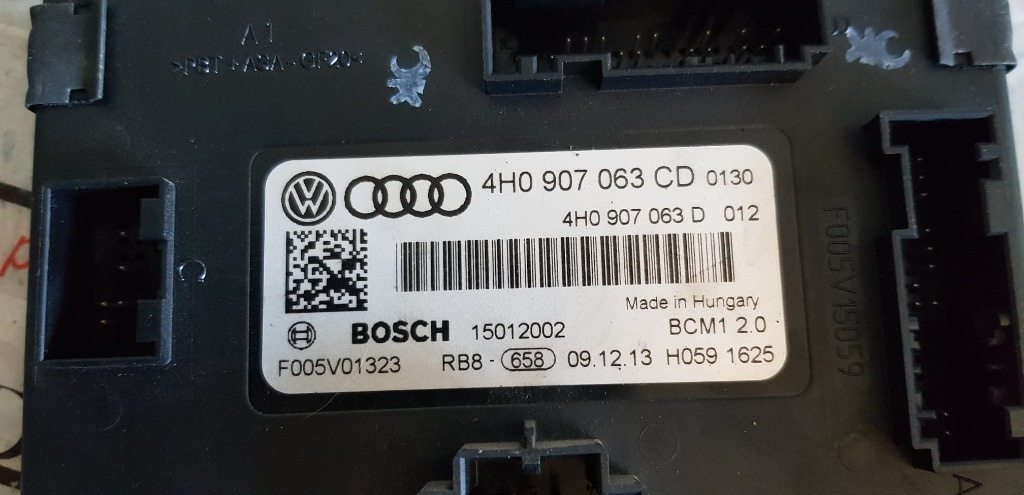 A1
>PBT+ASA-GF20<
4H0 907 063 CD 0130
4H0 907 063 D 012
Made in Hungary
BOSCH 15012002 BCM1 2.0
F005V01323 RB8 - 658 09.12.13 H059 1625
C
F005V15059
A